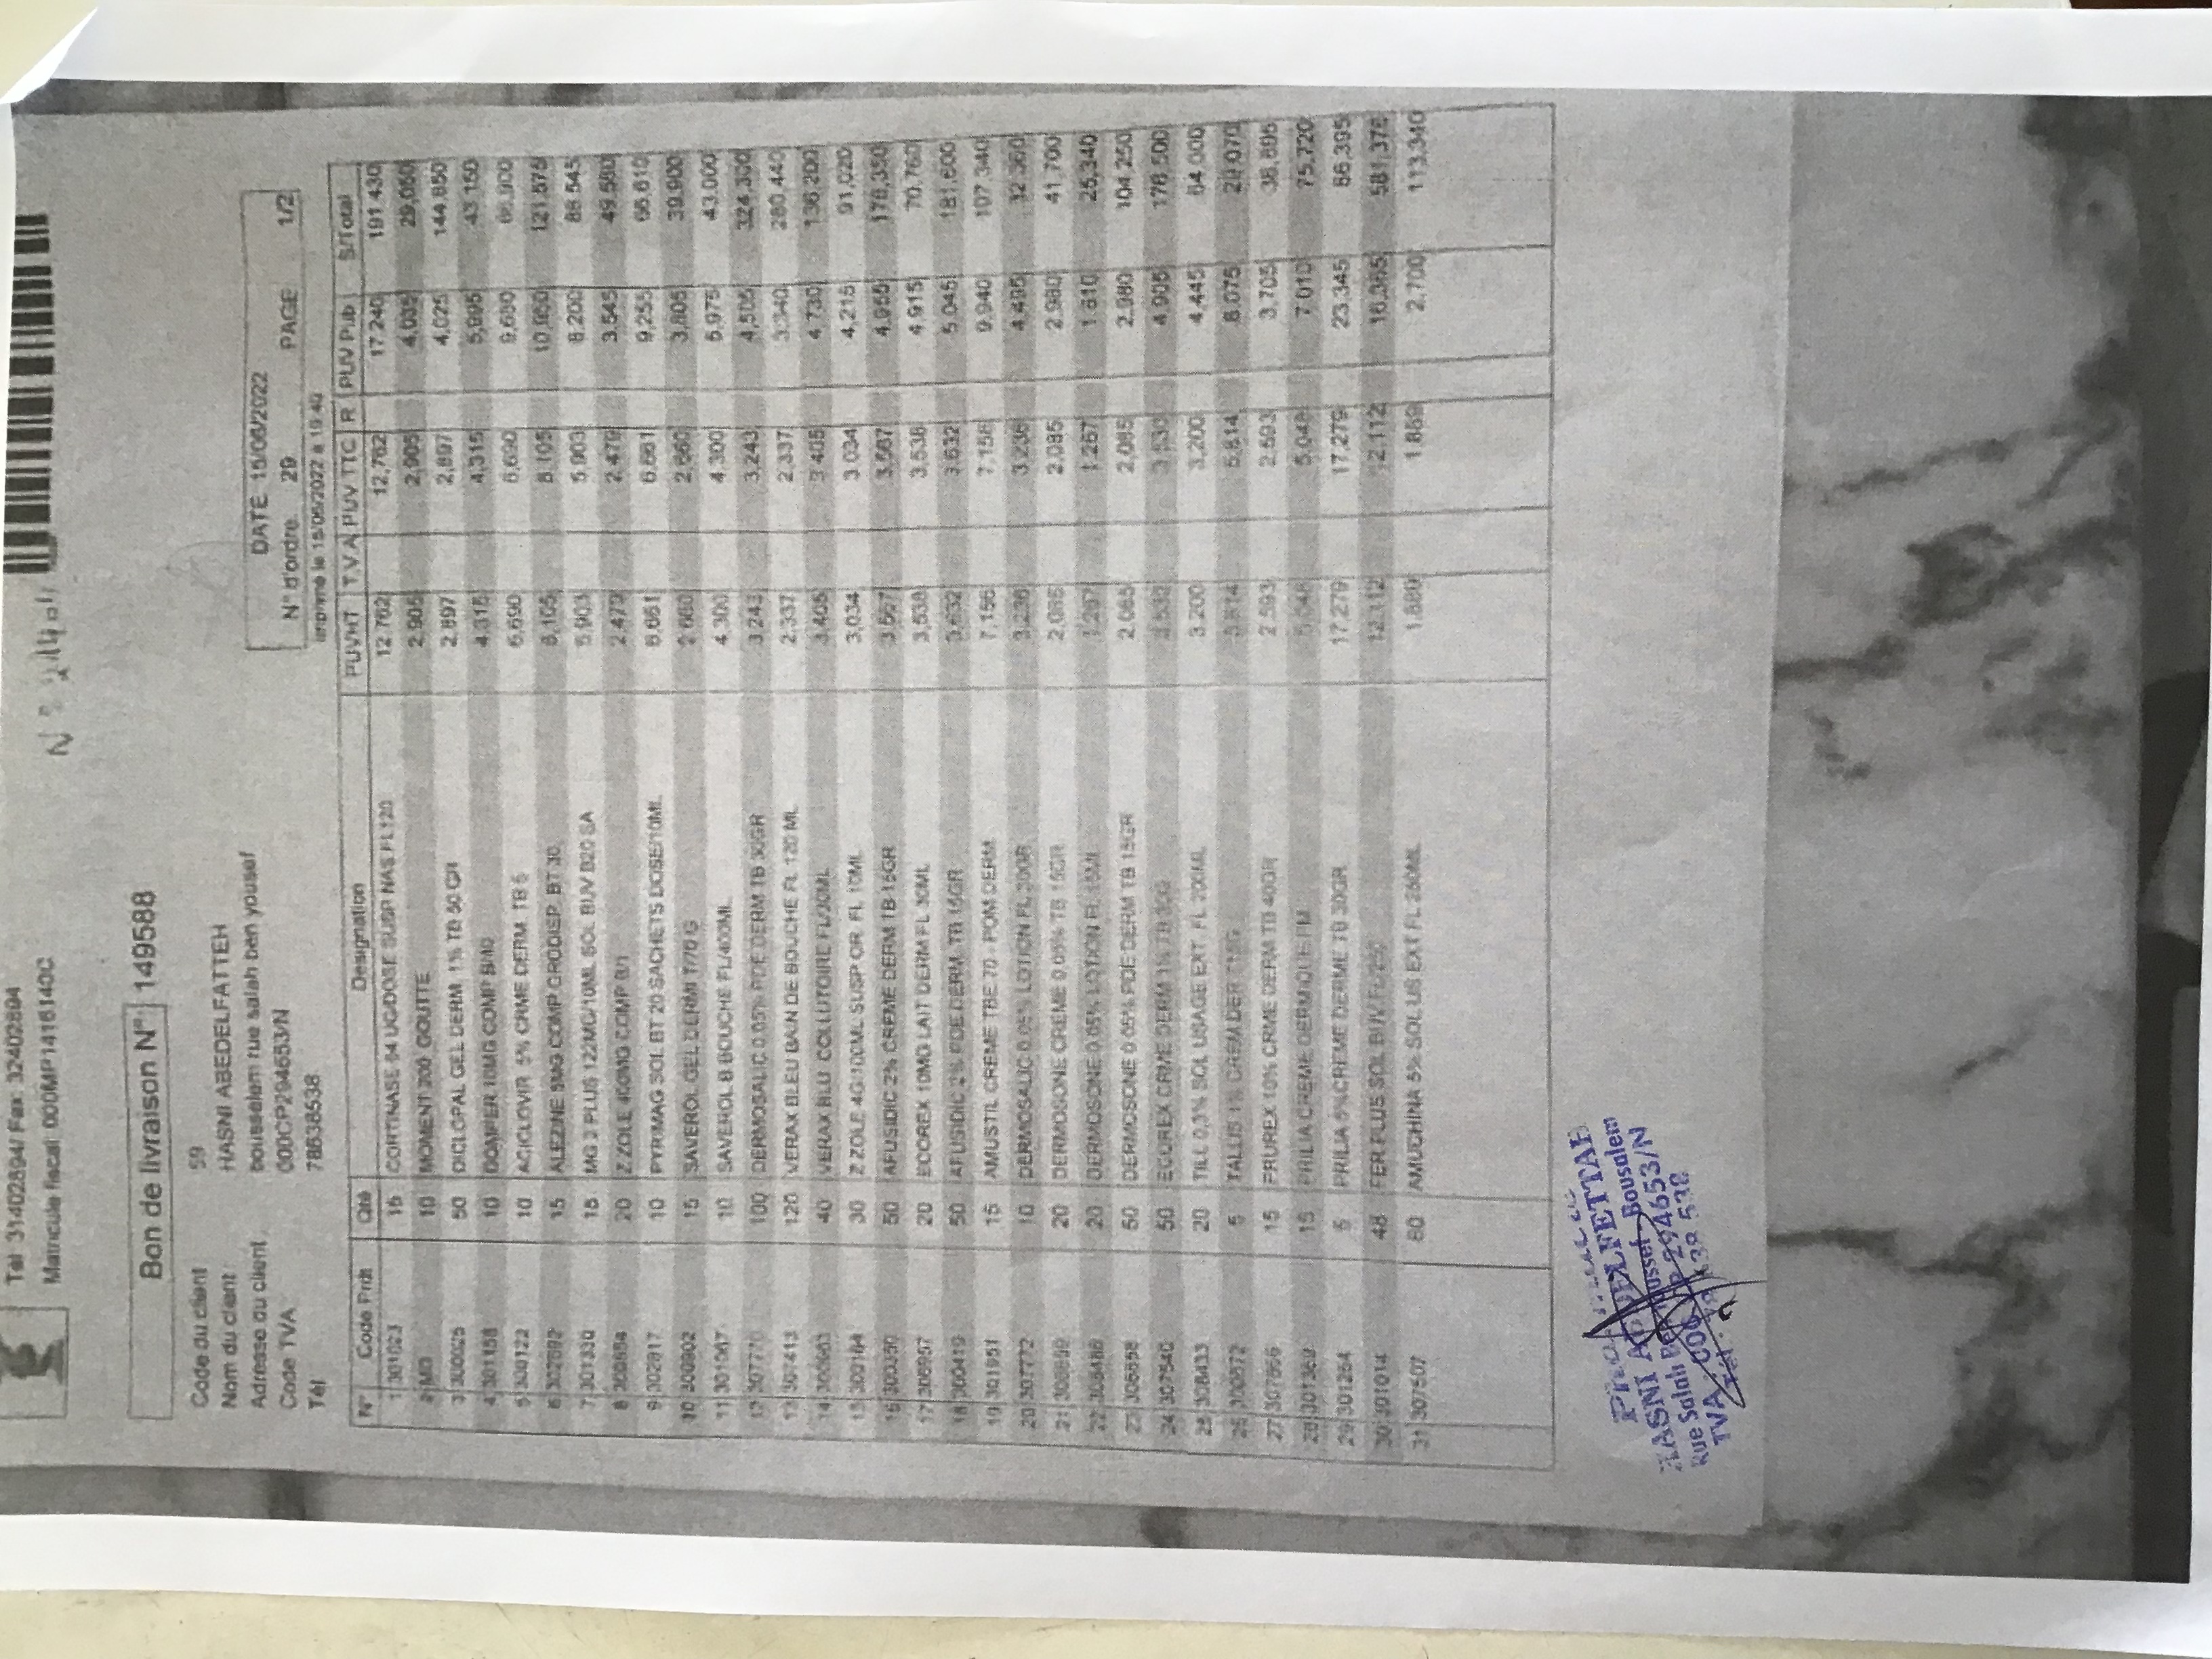 Tél: 31402894/ Fax: 32402894
Matricule fiscal: 000MP1416140C
N°
Bon de livraison N° 149588
Code du client 59
Nom du client : HASNI ABEDELFATTEH
Adresse du client : bousselem rue salah ben yousef
Code TVA 000CP294653/N
Tél 78638538
DATE 15/06/2022
N° d'ordre. 29 PAGE 1/2
Imprimé le 15/06/2022 à 19:40
N° Code Prdt Qté Designation PUVHT T.V.A PUV TTC R PUV Pub S/Total
1 301023 15 CORTINASE 64 UG/DOSE SUSP NAS FL120 12.762 12,762 17.240 191.430
2 MO 10 MOMENT 200 GOUTTE 2.905 2,905 4,035 29,050
3 300025 50 DICLOPAL GEL DERM. 1% TB 50 GR 2,897 2,897 4,025 144,850
4 301158 10 DOMPER 10MG COMP B/40 4.315 4,315 5,995 43.150
5 300122 10 ACICLOVIR 5% CRME DERM. TB 5 6,690 6,690 66,900
6 15 ALEZINE 5MG COMP.ORODISP. BT 30 8,105 8.105 10,950 121,575
7 301330 15 MG 3 PLUS 122MG/10ML SOL BUV B20 SA 5.903 5.903 8.200 88.545
8 20 Z ZOLE 400MG COMP B/1 2.479 2.479 3.545 49.580
9 302817 10 PYRIMAG SOL BT 20 SACHETS DOSE/10ML 6.661 6,661 9,255 66,610
10 300902 15 SAVEROL GEL DERMI T/70 G 2 660 2,660 3,805 39.900
11 301067 10 SAVEROL B.BOUCHE FL/400ML 4,300 4.300 5,975 43.000
12 307770 100 DERMOSALIC 0.05% PDE DERM TB 30GR 3.243 3,243 4,505 324,300
13 307413 120 VERAX BLEU BAIN DE BOUCHE FL 120 ML 2,337 2,337 3.340 280,440
14 300963 40 VERAX BLU COLLUTOIRE FL/30ML 3,405 3 405 4,730 136,200
15 300164 30 Z ZOLE 4G/100ML SUSP OR. FL 10ML 3,034 3 034 4,215 91,020
16 300350 50 AFUSIDIC 2% CREME DERM TB 15GR 3.567 3,567 4.955 178,350
17 306957 20 ECOREX 10MG LAIT DERM FL 30ML 3,538 3,538 4.915 70,760
18 300419 50 AFUSIDIC 2% PDE DERM. TB 15GR 3,632 3.632 5.045 181,600
19 301951 15 AMUSTIL CREME TBE 70 - POM DERM. 7,156 7.156 9.940 107,340
20 307772 10 DERMOSALIC 0.05% LOTION FL 30GR 3.236 3 236 4.495 32 360
21 20 DERMOSONE CREME 0.05% TB 15GR 2,085 2,085 2.980 41,700
22 20 DERMOSONE 0.05% LOTION FL 15ML 1.267 1.267 1.810 25,340
23 306858 50 DERMOSONE 0.05% PDE DERM TB 15GR 2.085 2,085 2.980 104,250
24 307540 50 ECOREX CRME DERM 1% TB 30G 3.530 3.530 4.905 176,500
25 308433 20 TILL 0,3% SOL USAGE EXT. FL 200ML 3.200 3,200 4,445 64.000
26 300872 5 TALLIS 1% CREM DER T15G 5.814 5,814 8,075 29,070
27 15 PRUREX 10% CRME DERM TB 40GR 2.593 2,593 3,705 38,895
28 301369 15 PRILIA CREME DERMIQUE PM 5,048 5,048 7.010 75,720
29 301264 5 PRILIA 5% CREME DERME TB 30GR 17,279 17,279 23,345 86,395
30 301014 48 FER PLUS SOL BUV FL/250 12.112 12,112 16,365 581,376
31 307507 60 AMUCHINA 5% SOL US EXT FL 250ML 1.889 1.889 2,700 113,340
Pharmacie
HASNI ABDELFETTAH
Rue Salah Ben Youssef - Bousalem
TVA : 000 CP 294653/N
Tél : 78 638 538